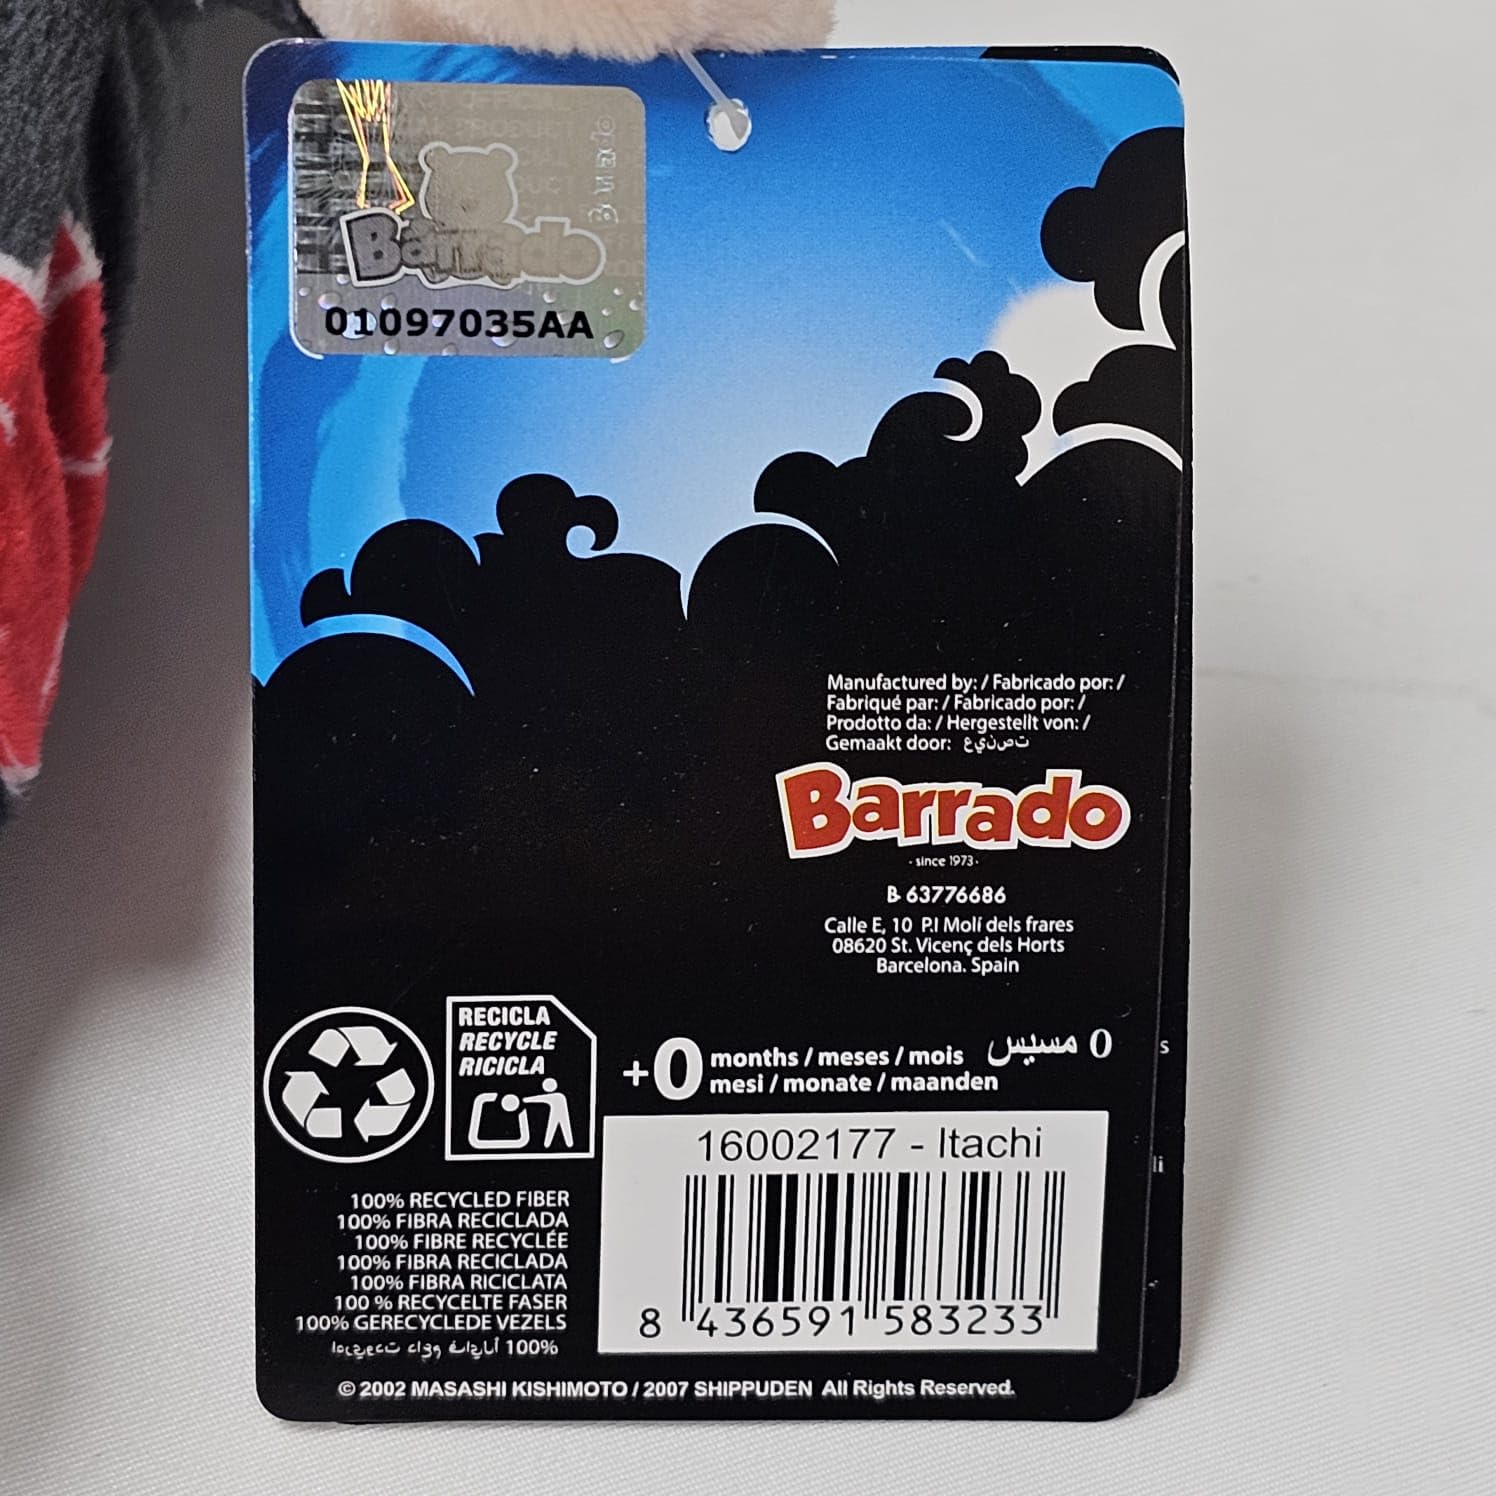 Barrado
Barrado
01097035AA
Manufactured by: / Fabricado por: /
Fabriqué par: / Fabricado por: /
Prodotto da: / Hergestellt von: /
Gemaakt door: تصنيع
Barrado
· since 1973 ·
B- 63776686
Calle E, 10 P.I Molí dels frares
08620 St. Vicenç dels Horts
Barcelona. Spain
RECICLA
RECYCLE
RICICLA
+0 months / meses / mois مسيس 0
mesi / monate / maanden
16002177 - Itachi
8 436591 583233
100% RECYCLED FIBER
100% FIBRA RECICLADA
100% FIBRE RECYCLÉE
100% FIBRA RECICLADA
100% FIBRA RICICLATA
100 % RECYCELTE FASER
100% GERECYCLEDE VEZELS
100%
© 2002 MASASHI KISHIMOTO / 2007 SHIPPUDEN All Rights Reserved.
s
li